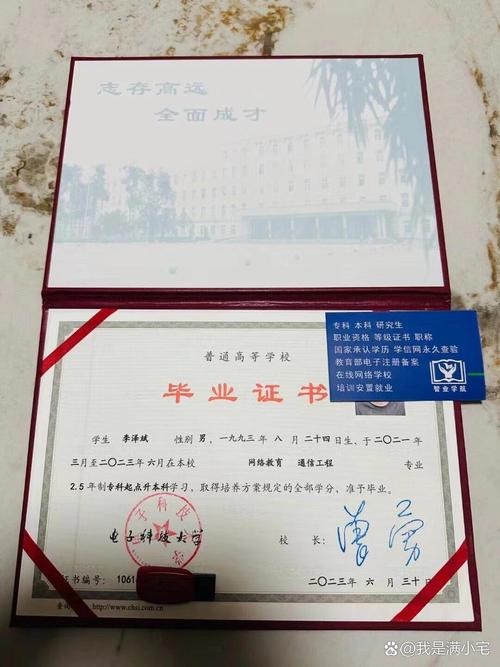 志存高远
全面成才
专科 本科 研究生
职业资格 等级证书 职称
国家承认学历 学信网永久查验
教育部电子注册备案
在线网络学校
培训安置就业
智业学院
普通高等学校
毕业证书
学生 李泽斌 性别 男，一九九三年 八 月 二十四日生，于二〇二一年
三月至二〇二三年 六月在本校 网络教育 通信工程 专业
2.5 年制专科起点升本科学习，取得培养方案规定的全部学分，准予毕业。
电子科技大学
校 长：
证书编号： 1061
二〇二三年 六 月 三十日
http://www.chsi.com.cn
@我是满小宅